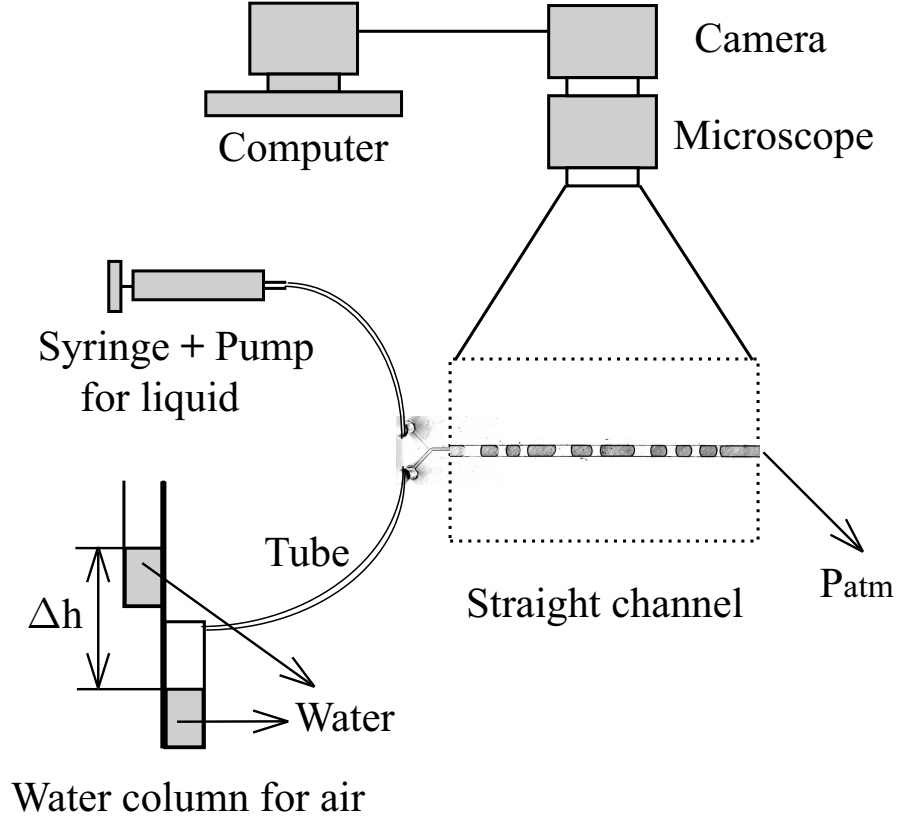 Camera
Microscope
Computer
Syringe + Pump
for liquid
Tube
Δh
Straight channel
Patm
Water
Water column for air